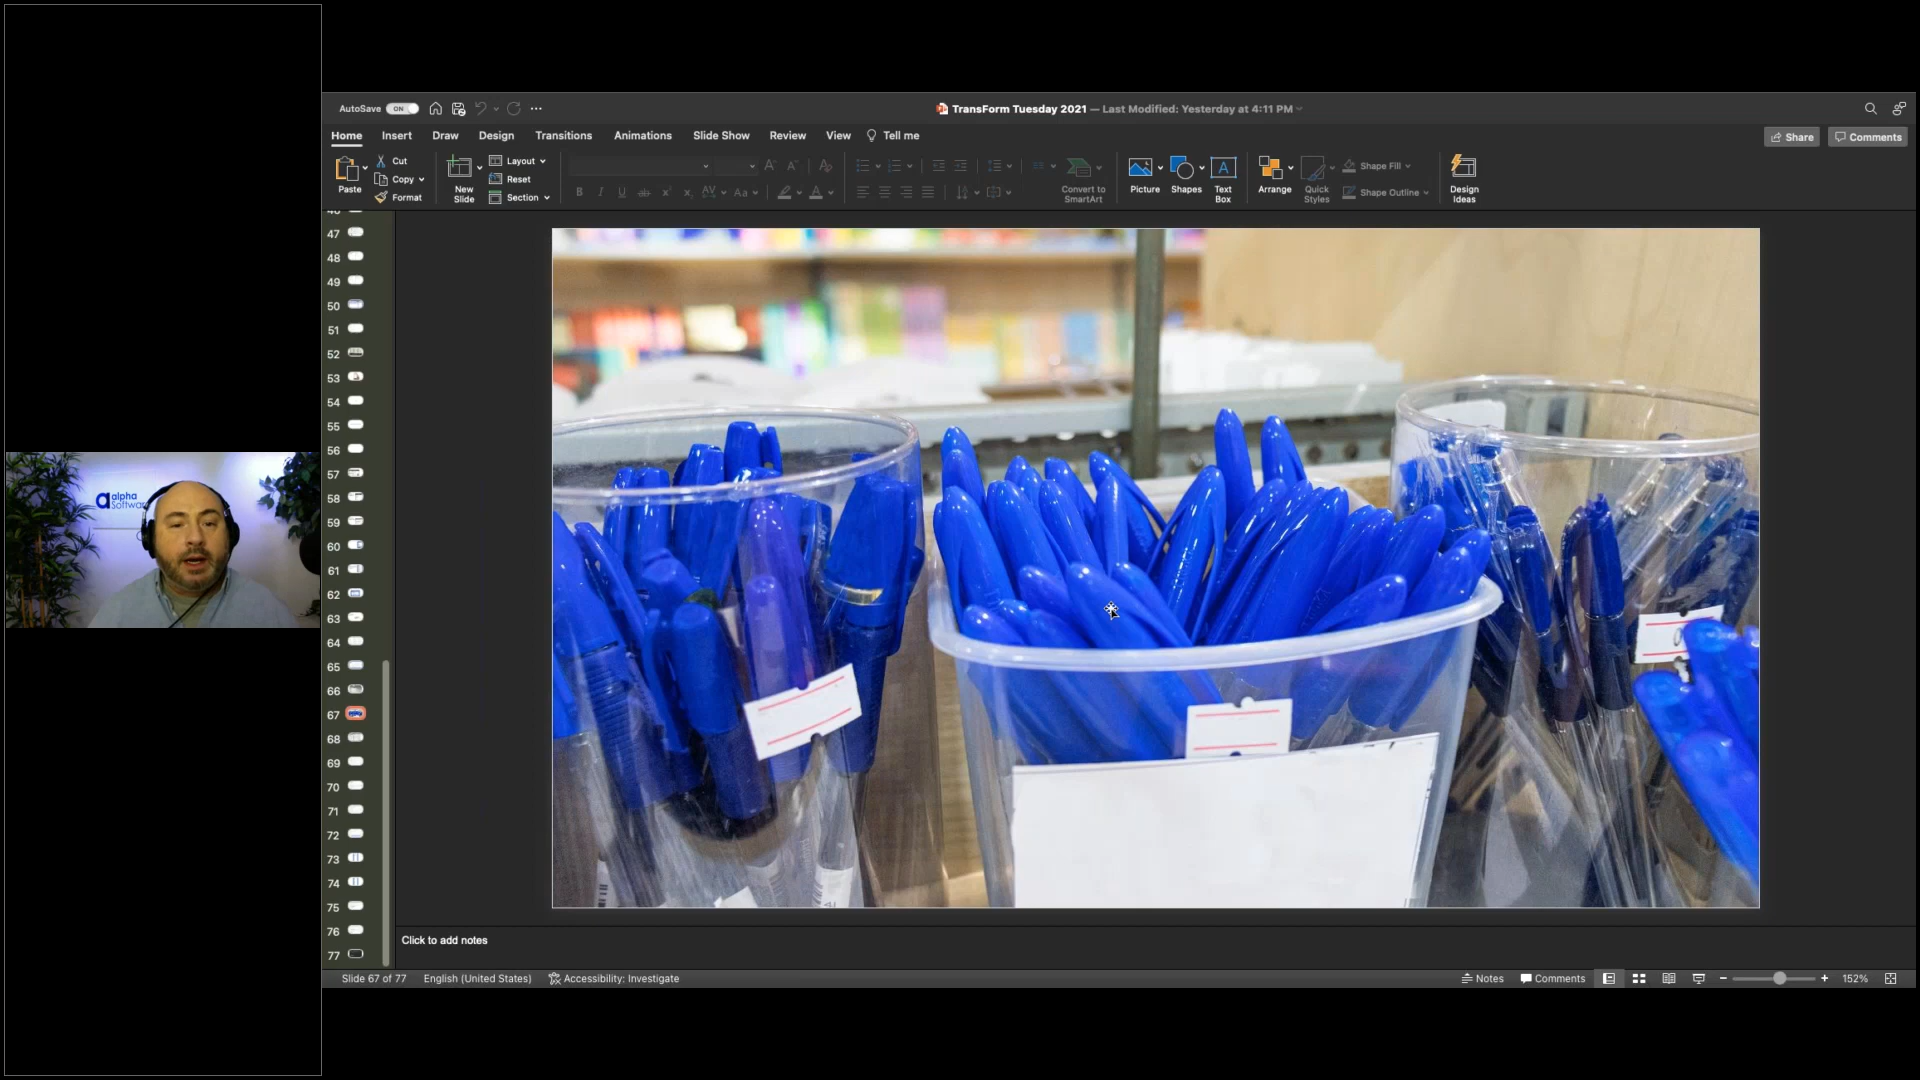 AutoSave ON
TransForm Tuesday 2021 — Last Modified: Yesterday at 4:11 PM
Home Insert Draw Design Transitions Animations Slide Show Review View Tell me
Share Comments
Paste
Cut
Copy
Format
New
Slide
Layout
Reset
Section
B I U ab X X AV Aa A
Convert to
SmartArt
Picture
Shapes
Text
Box
Arrange
Quick
Styles
Shape Fill
Shape Outline
Design
Ideas
47
48
49
50
51
52
53
54
55
56
57
58
59
60
61
62
63
64
65
66
67
68
69
70
71
72
73
74
75
76
77
alpha
Software
Click to add notes
Slide 67 of 77 English (United States) Accessibility: Investigate
Notes Comments 152%